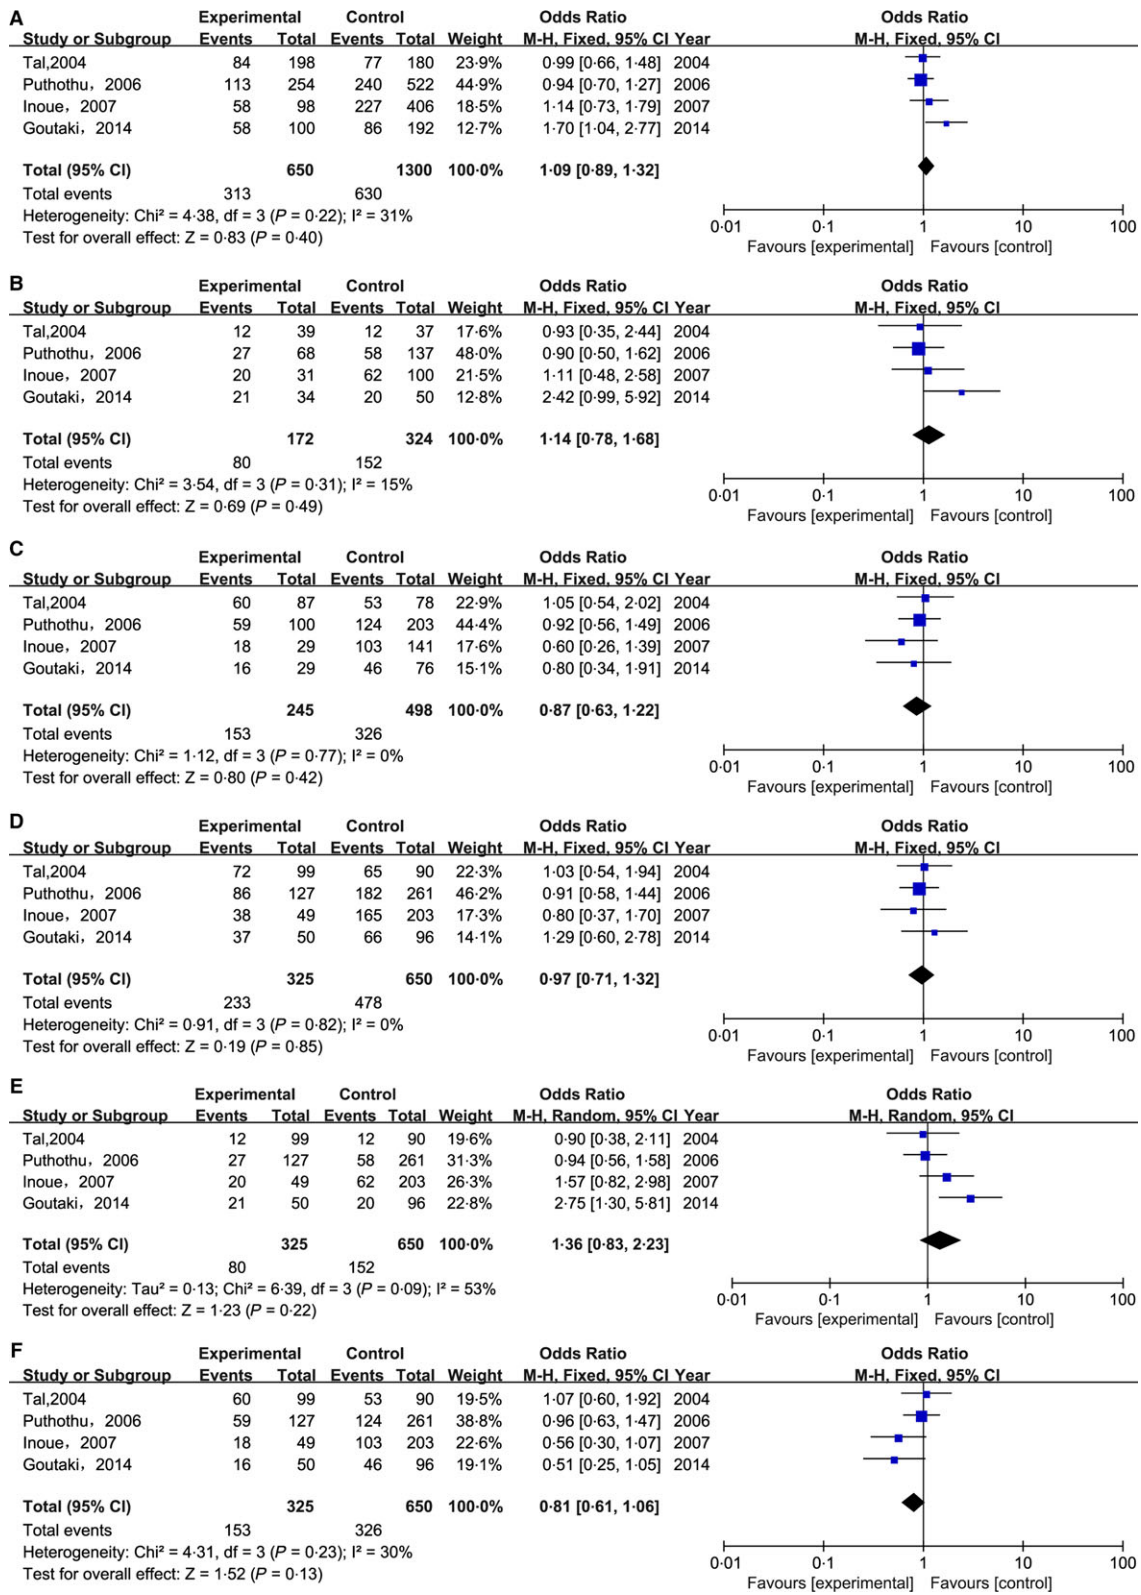 A Experimental Control Odds Ratio Odds Ratio
Study or Subgroup Events Total Events Total Weight M-H, Fixed, 95% CI Year M-H, Fixed, 95% CI
Tal,2004 84 198 77 180 23·9% 0·99 [0·66, 1·48] 2004
Puthothu，2006 113 254 240 522 44·9% 0·94 [0·70, 1·27] 2006
Inoue，2007 58 98 227 406 18·5% 1·14 [0·73, 1·79] 2007
Goutaki，2014 58 100 86 192 12·7% 1·70 [1·04, 2·77] 2014
Total (95% CI) 650 1300 100·0% 1·09 [0·89, 1·32]
Total events 313 630
Heterogeneity: Chi² = 4·38, df = 3 (P = 0·22); I² = 31%
Test for overall effect: Z = 0·83 (P = 0·40)
0·01 0·1 1 10 100
Favours [experimental] Favours [control]
B Experimental Control Odds Ratio Odds Ratio
Study or Subgroup Events Total Events Total Weight M-H, Fixed, 95% CI Year M-H, Fixed, 95% CI
Tal,2004 12 39 12 37 17·6% 0·93 [0·35, 2·44] 2004
Puthothu，2006 27 68 58 137 48·0% 0·90 [0·50, 1·62] 2006
Inoue，2007 20 31 62 100 21·5% 1·11 [0·48, 2·58] 2007
Goutaki，2014 21 34 20 50 12·8% 2·42 [0·99, 5·92] 2014
Total (95% CI) 172 324 100·0% 1·14 [0·78, 1·68]
Total events 80 152
Heterogeneity: Chi² = 3·54, df = 3 (P = 0·31); I² = 15%
Test for overall effect: Z = 0·69 (P = 0·49)
0·01 0·1 1 10 100
Favours [experimental] Favours [control]
C Experimental Control Odds Ratio Odds Ratio
Study or Subgroup Events Total Events Total Weight M-H, Fixed, 95% CI Year M-H, Fixed, 95% CI
Tal,2004 60 87 53 78 22·9% 1·05 [0·54, 2·02] 2004
Puthothu，2006 59 100 124 203 44·4% 0·92 [0·56, 1·49] 2006
Inoue，2007 18 29 103 141 17·6% 0·60 [0·26, 1·39] 2007
Goutaki，2014 16 29 46 76 15·1% 0·80 [0·34, 1·91] 2014
Total (95% CI) 245 498 100·0% 0·87 [0·63, 1·22]
Total events 153 326
Heterogeneity: Chi² = 1·12, df = 3 (P = 0·77); I² = 0%
Test for overall effect: Z = 0·80 (P = 0·42)
0·01 0·1 1 10 100
Favours [experimental] Favours [control]
D Experimental Control Odds Ratio Odds Ratio
Study or Subgroup Events Total Events Total Weight M-H, Fixed, 95% CI Year M-H, Fixed, 95% CI
Tal,2004 72 99 65 90 22·3% 1·03 [0·54, 1·94] 2004
Puthothu，2006 86 127 182 261 46·2% 0·91 [0·58, 1·44] 2006
Inoue，2007 38 49 165 203 17·3% 0·80 [0·37, 1·70] 2007
Goutaki，2014 37 50 66 96 14·1% 1·29 [0·60, 2·78] 2014
Total (95% CI) 325 650 100·0% 0·97 [0·71, 1·32]
Total events 233 478
Heterogeneity: Chi² = 0·91, df = 3 (P = 0·82); I² = 0%
Test for overall effect: Z = 0·19 (P = 0·85)
0·01 0·1 1 10 100
Favours [experimental] Favours [control]
E Experimental Control Odds Ratio Odds Ratio
Study or Subgroup Events Total Events Total Weight M-H, Random, 95% CI Year M-H, Random, 95% CI
Tal,2004 12 99 12 90 19·6% 0·90 [0·38, 2·11] 2004
Puthothu，2006 27 127 58 261 31·3% 0·94 [0·56, 1·58] 2006
Inoue，2007 20 49 62 203 26·3% 1·57 [0·82, 2·98] 2007
Goutaki，2014 21 50 20 96 22·8% 2·75 [1·30, 5·81] 2014
Total (95% CI) 325 650 100·0% 1·36 [0·83, 2·23]
Total events 80 152
Heterogeneity: Tau² = 0·13; Chi² = 6·39, df = 3 (P = 0·09); I² = 53%
Test for overall effect: Z = 1·23 (P = 0·22)
0·01 0·1 1 10 100
Favours [experimental] Favours [control]
F Experimental Control Odds Ratio Odds Ratio
Study or Subgroup Events Total Events Total Weight M-H, Fixed, 95% CI Year M-H, Fixed, 95% CI
Tal,2004 60 99 53 90 19·5% 1·07 [0·60, 1·92] 2004
Puthothu，2006 59 127 124 261 38·8% 0·96 [0·63, 1·47] 2006
Inoue，2007 18 49 103 203 22·6% 0·56 [0·30, 1·07] 2007
Goutaki，2014 16 50 46 96 19·1% 0·51 [0·25, 1·05] 2014
Total (95% CI) 325 650 100·0% 0·81 [0·61, 1·06]
Total events 153 326
Heterogeneity: Chi² = 4·31, df = 3 (P = 0·23); I² = 30%
Test for overall effect: Z = 1·52 (P = 0·13)
0·01 0·1 1 10 100
Favours [experimental] Favours [control]